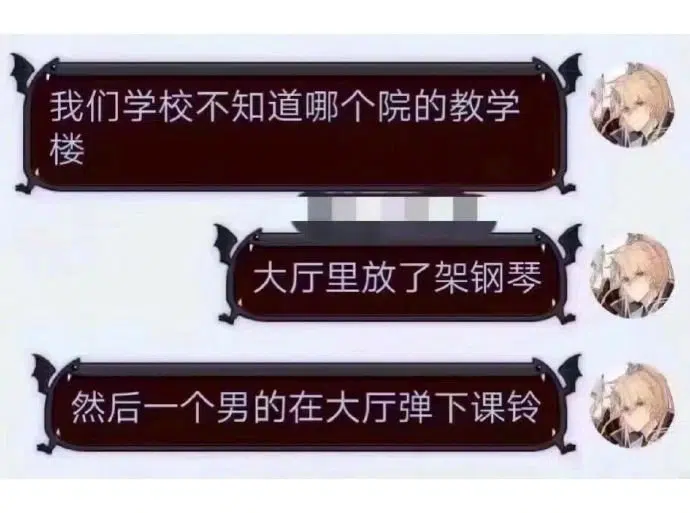 我们学校不知道哪个院的教学
楼
大厅里放了架钢琴
然后一个男的在大厅弹下课铃